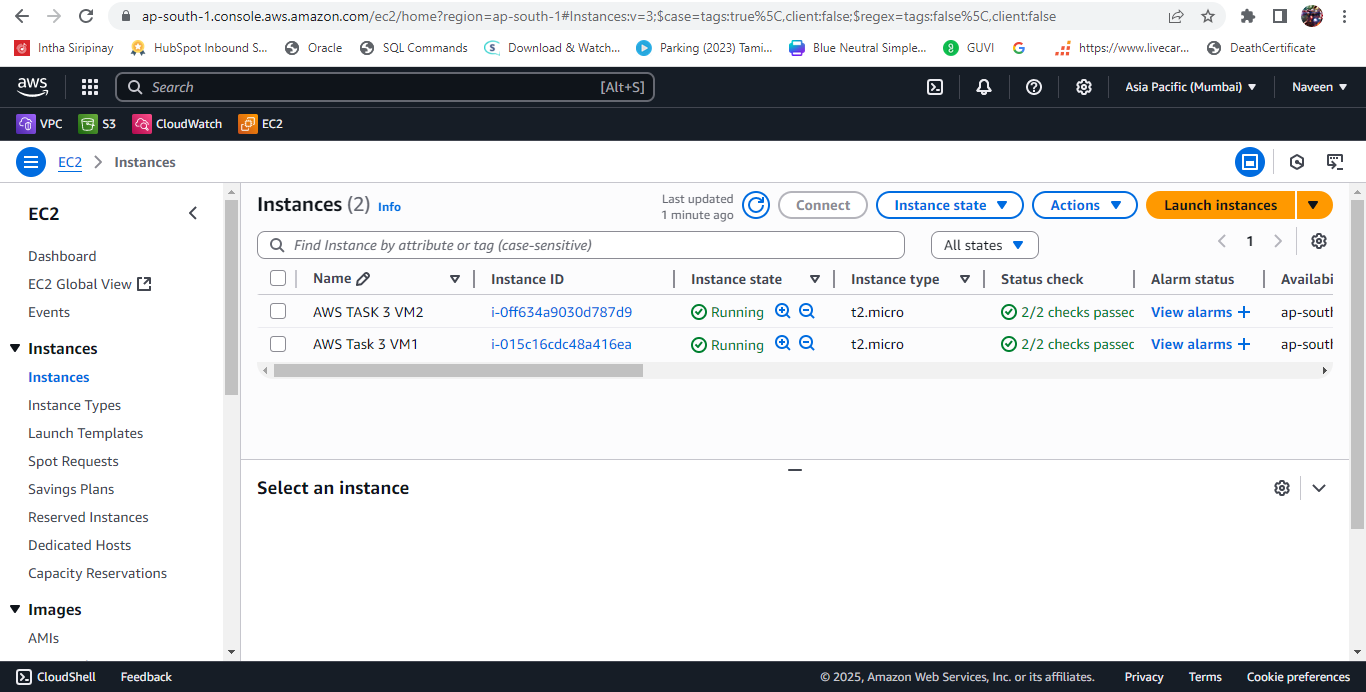 ap-south-1.console.aws.amazon.com/ec2/home?region=ap-south-1#Instances:v=3;$case=tags:true%5C,client:false;$regex=tags:false%5C,client:false
Intha Siripinay HubSpot Inbound S... Oracle SQL Commands Download & Watch... Parking (2023) Tami... Blue Neutral Simple... GUVI https://www.livecar... DeathCertificate
aws Search [Alt+S] Asia Pacific (Mumbai) Naveen
VPC S3 CloudWatch EC2
EC2 Instances
EC2
Dashboard
EC2 Global View
Events
Instances
Instances
Instance Types
Launch Templates
Spot Requests
Savings Plans
Reserved Instances
Dedicated Hosts
Capacity Reservations
Images
AMIs
Instances (2) Info
Last updated
1 minute ago
Connect Instance state Actions Launch instances
Find Instance by attribute or tag (case-sensitive) All states 1
Name Instance ID Instance state Instance type Status check Alarm status Availabi
AWS TASK 3 VM2 i-0ff634a9030d787d9 Running t2.micro 2/2 checks passec View alarms + ap-south
AWS Task 3 VM1 i-015c16cdc48a416ea Running t2.micro 2/2 checks passec View alarms + ap-south
Select an instance
CloudShell Feedback © 2025, Amazon Web Services, Inc. or its affiliates. Privacy Terms Cookie preferences